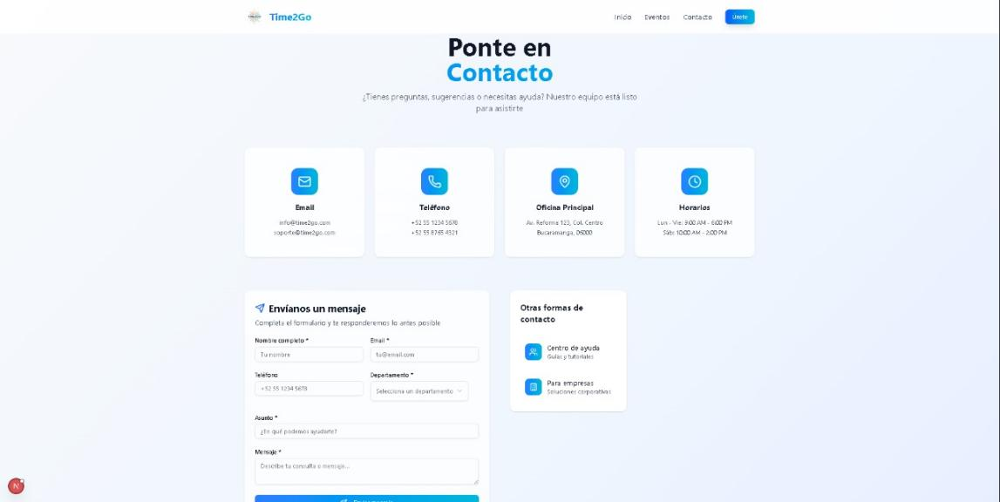 Time2Go
Inicio
Eventos
Contacto
Únete
Ponte en
Contacto
¿Tienes preguntas, sugerencias o necesitas ayuda? Nuestro equipo está listo
para asistirte
Email
info@time2go.com
soporte@time2go.com
Teléfono
+52 55 1234 5678
+52 55 8765 4321
Oficina Principal
Av. Reforma 123, Col. Centro
Bucaramanga, 06000
Horarios
Lun - Vie: 9:00 AM - 6:00 PM
Sáb: 10:00 AM - 2:00 PM
Envíanos un mensaje
Completa el formulario y te responderemos lo antes posible
Nombre completo *
Tu nombre
Email *
tu@email.com
Teléfono
+52 55 1234 5678
Departamento *
Selecciona un departamento
Asunto *
¿En qué podemos ayudarte?
Mensaje *
Describe tu consulta o mensaje...
Otras formas de
contacto
Centro de ayuda
Guías y tutoriales
Para empresas
Soluciones corporativas
N